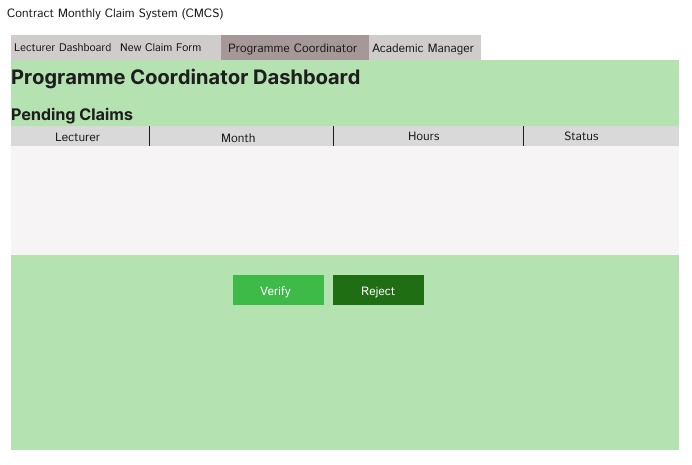 Contract Monthly Claim System (CMCS)
Lecturer Dashboard New Claim Form Programme Coordinator Academic Manager
Programme Coordinator Dashboard
Pending Claims
Lecturer Month Hours Status
Verify Reject